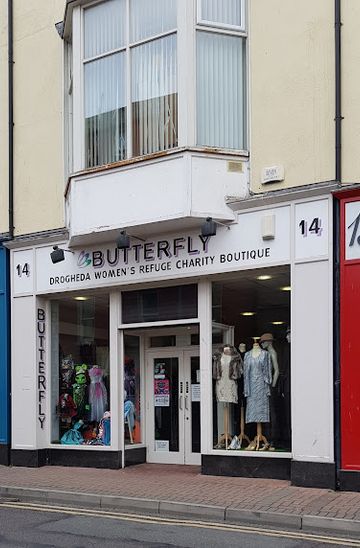 BUTTERFLY
DROGHEDA WOMEN'S REFUGE CHARITY BOUTIQUE
14
14
BUTTERFLY